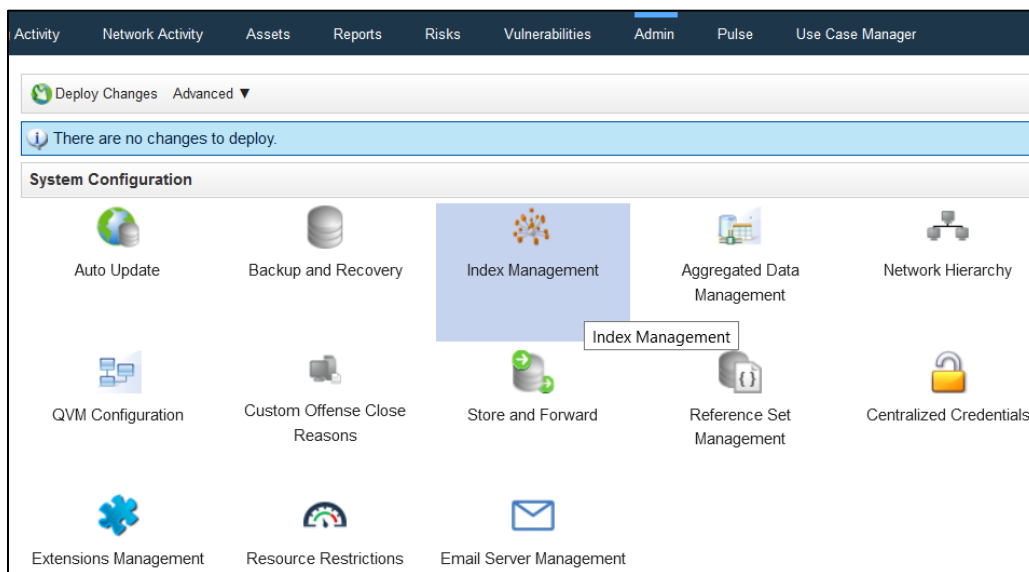 Activity Network Activity Assets Reports Risks Vulnerabilities Admin Pulse Use Case Manager
Deploy Changes Advanced ▼
There are no changes to deploy.
System Configuration
Auto Update Backup and Recovery Index Management Aggregated Data Network Hierarchy
Management
Index Management
QVM Configuration Custom Offense Close Store and Forward Reference Set Centralized Credentials
Reasons Management
Extensions Management Resource Restrictions Email Server Management